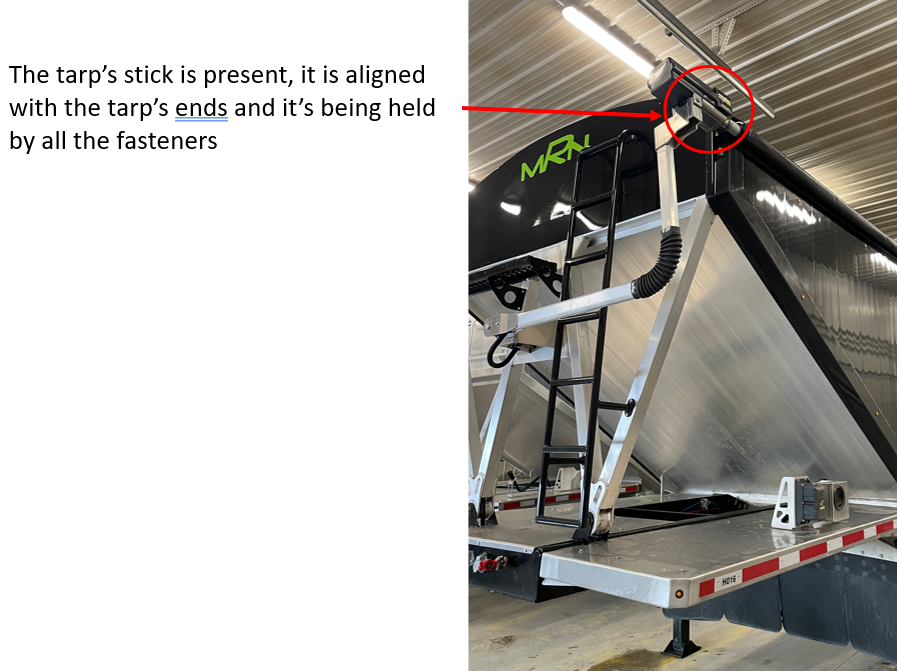 The tarp's stick is present, it is aligned
with the tarp's ends and it's being held
by all the fasteners
MRN
H016